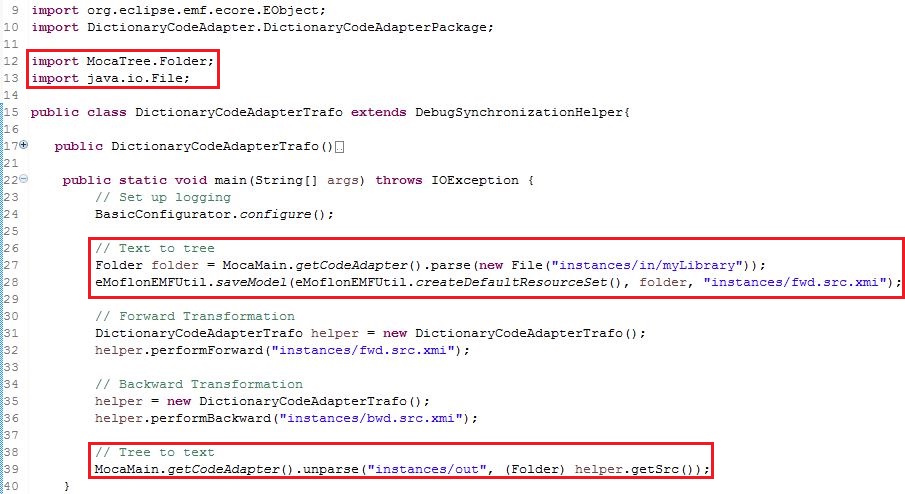 9 import org.eclipse.emf.ecore.EObject;
10 import DictionaryCodeAdapter.DictionaryCodeAdapterPackage;
11
12 import MocaTree.Folder;
13 import java.io.File;
14
15 public class DictionaryCodeAdapterTrafo extends DebugSynchronizationHelper{
16
17 public DictionaryCodeAdapterTrafo()
21
22 public static void main(String[] args) throws IOException {
23 // Set up logging
24 BasicConfigurator.configure();
25
26 // Text to tree
27 Folder folder = MocaMain.getCodeAdapter().parse(new File("instances/in/myLibrary"));
28 eMoflonEMFUtil.saveModel(eMoflonEMFUtil.createDefaultResourceSet(), folder, "instances/fwd.src.xmi");
29
30 // Forward Transformation
31 DictionaryCodeAdapterTrafo helper = new DictionaryCodeAdapterTrafo();
32 helper.performForward("instances/fwd.src.xmi");
33
34 // Backward Transformation
35 helper = new DictionaryCodeAdapterTrafo();
36 helper.performBackward("instances/bwd.src.xmi");
37
38 // Tree to text
39 MocaMain.getCodeAdapter().unparse("instances/out", (Folder) helper.getSrc());
40 }